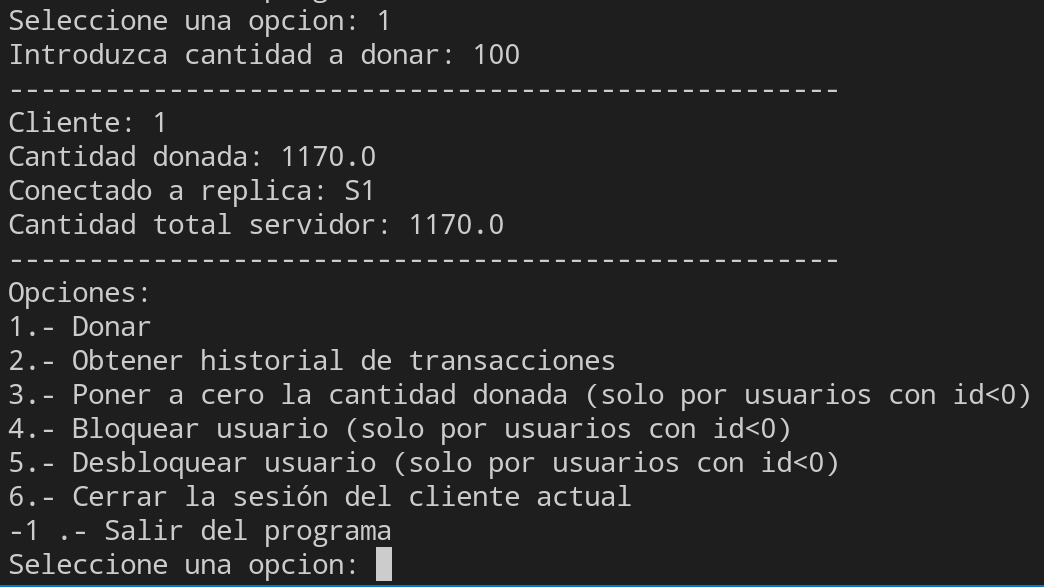 Seleccione una opcion: 1
Introduzca cantidad a donar: 100
----------------------------------------------------
Cliente: 1
Cantidad donada: 1170.0
Conectado a replica: S1
Cantidad total servidor: 1170.0
----------------------------------------------------
Opciones:
1.- Donar
2.- Obtener historial de transacciones
3.- Poner a cero la cantidad donada (solo por usuarios con id<0)
4.- Bloquear usuario (solo por usuarios con id<0)
5.- Desbloquear usuario (solo por usuarios con id<0)
6.- Cerrar la sesión del cliente actual
-1 .- Salir del programa
Seleccione una opcion: